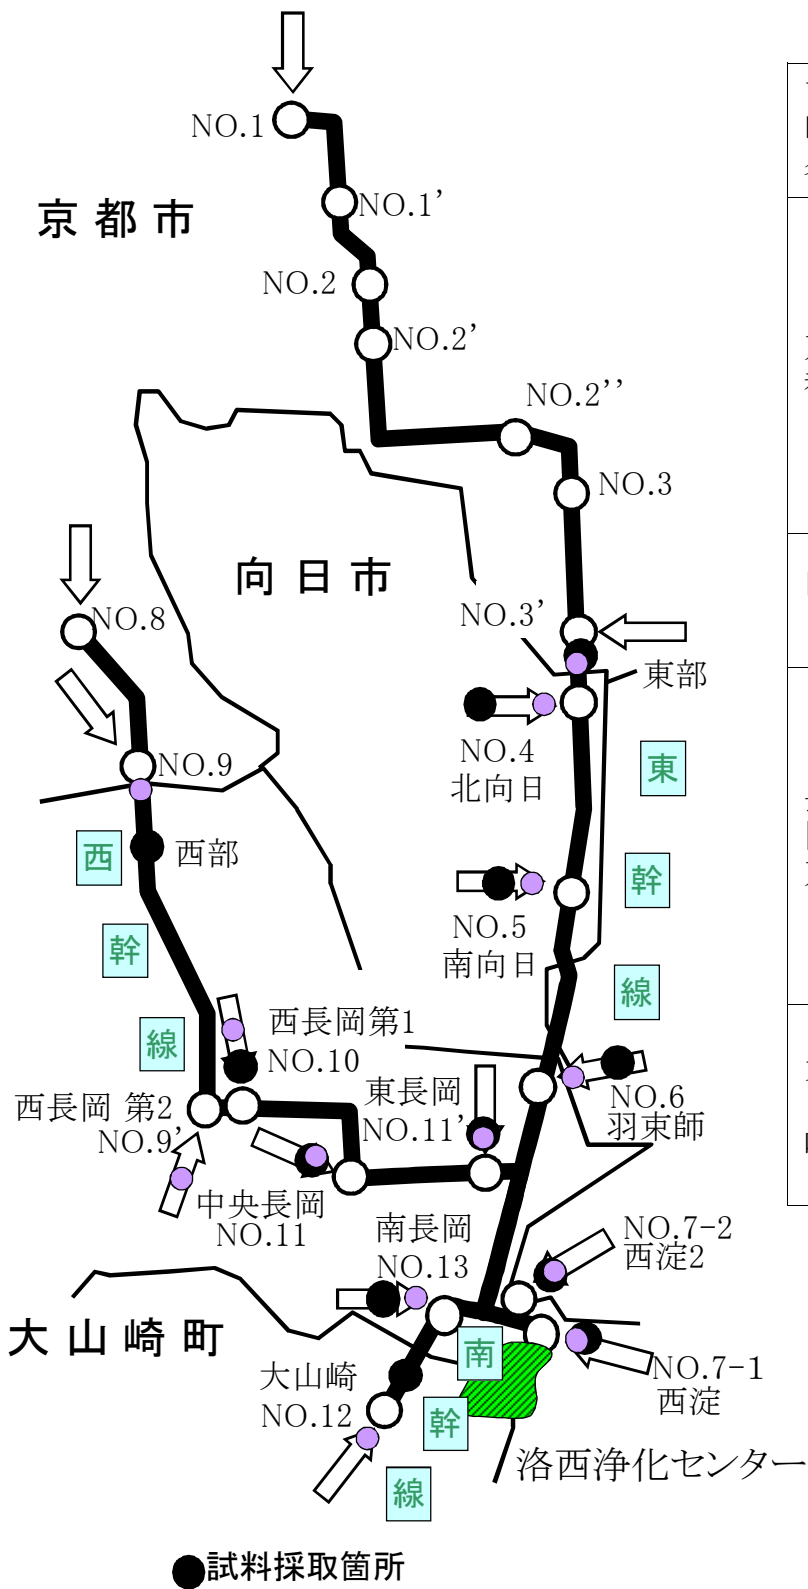 NO.1
京都市
NO.1'
NO.2
NO.2'
NO.2''
NO.3
向日市
NO.3'
NO.8
東部
NO.4
北向日
東
幹
線
NO.9
西
幹
線
西部
NO.5
南向日
西長岡第1
NO.10
東長岡
NO.11'
NO.6
羽束師
西長岡 第2
NO.9'
中央長岡
NO.11
南長岡
NO.13
NO.7-2
西淀2
大山崎町
大山崎
NO.12
南
幹
線
NO.7-1
西淀
洛西浄化センター
●試料採取箇所